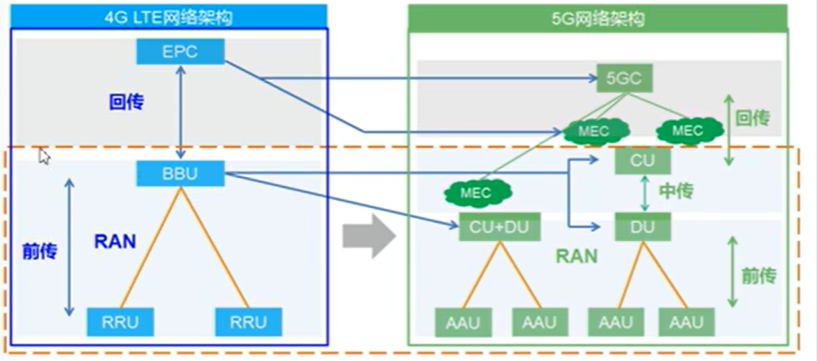 4G LTE网络架构
5G网络架构
EPC
5GC
回传
MEC
MEC
回传
BBU
CU
MEC
中传
前传
RAN
CU+DU
DU
RAN
前传
RRU
RRU
AAU
AAU
AAU
AAU